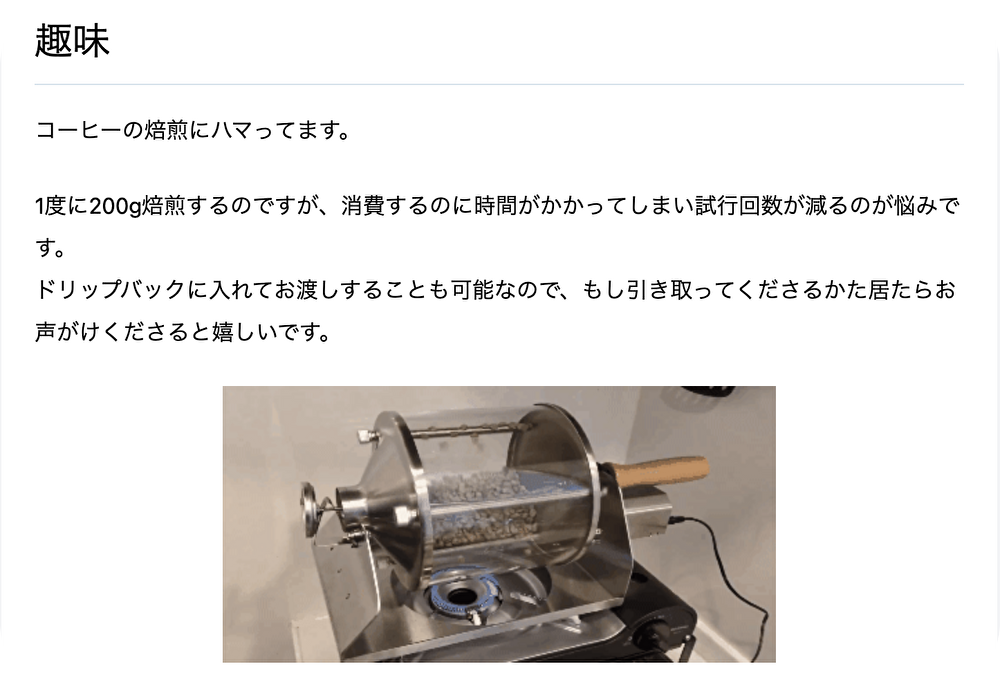 趣味
コーヒーの焙煎にハマってます。
1度に200g焙煎するのですが、消費するのに時間がかかってしまい試行回数が減るのが悩みで
す。
ドリップバックに入れてお渡しすることも可能なので、もし引き取ってくださるかた居たらお
声がけくださると嬉しいです。